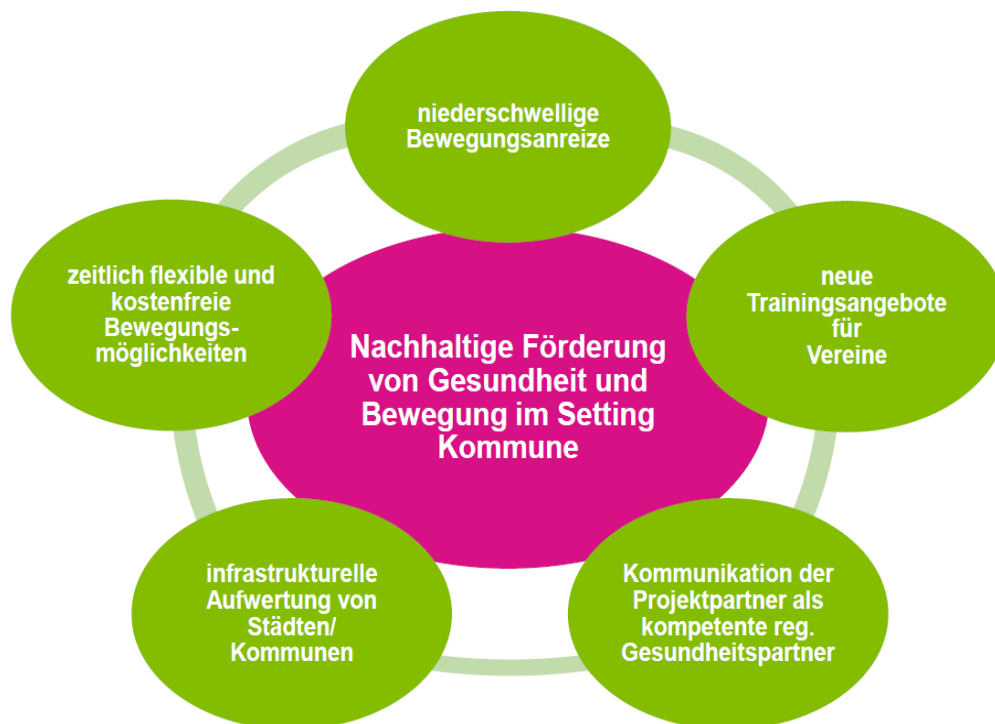 niederschwellige
Bewegungsanreize
zeitlich flexible und
kostenfreie
Bewegungs-
möglichkeiten
neue
Trainingsangebote
für
Vereine
Nachhaltige Förderung
von Gesundheit und
Bewegung im Setting
Kommune
infrastrukturelle
Aufwertung von
Städten/
Kommunen
Kommunikation der
Projektpartner als
kompetente reg.
Gesundheitspartner